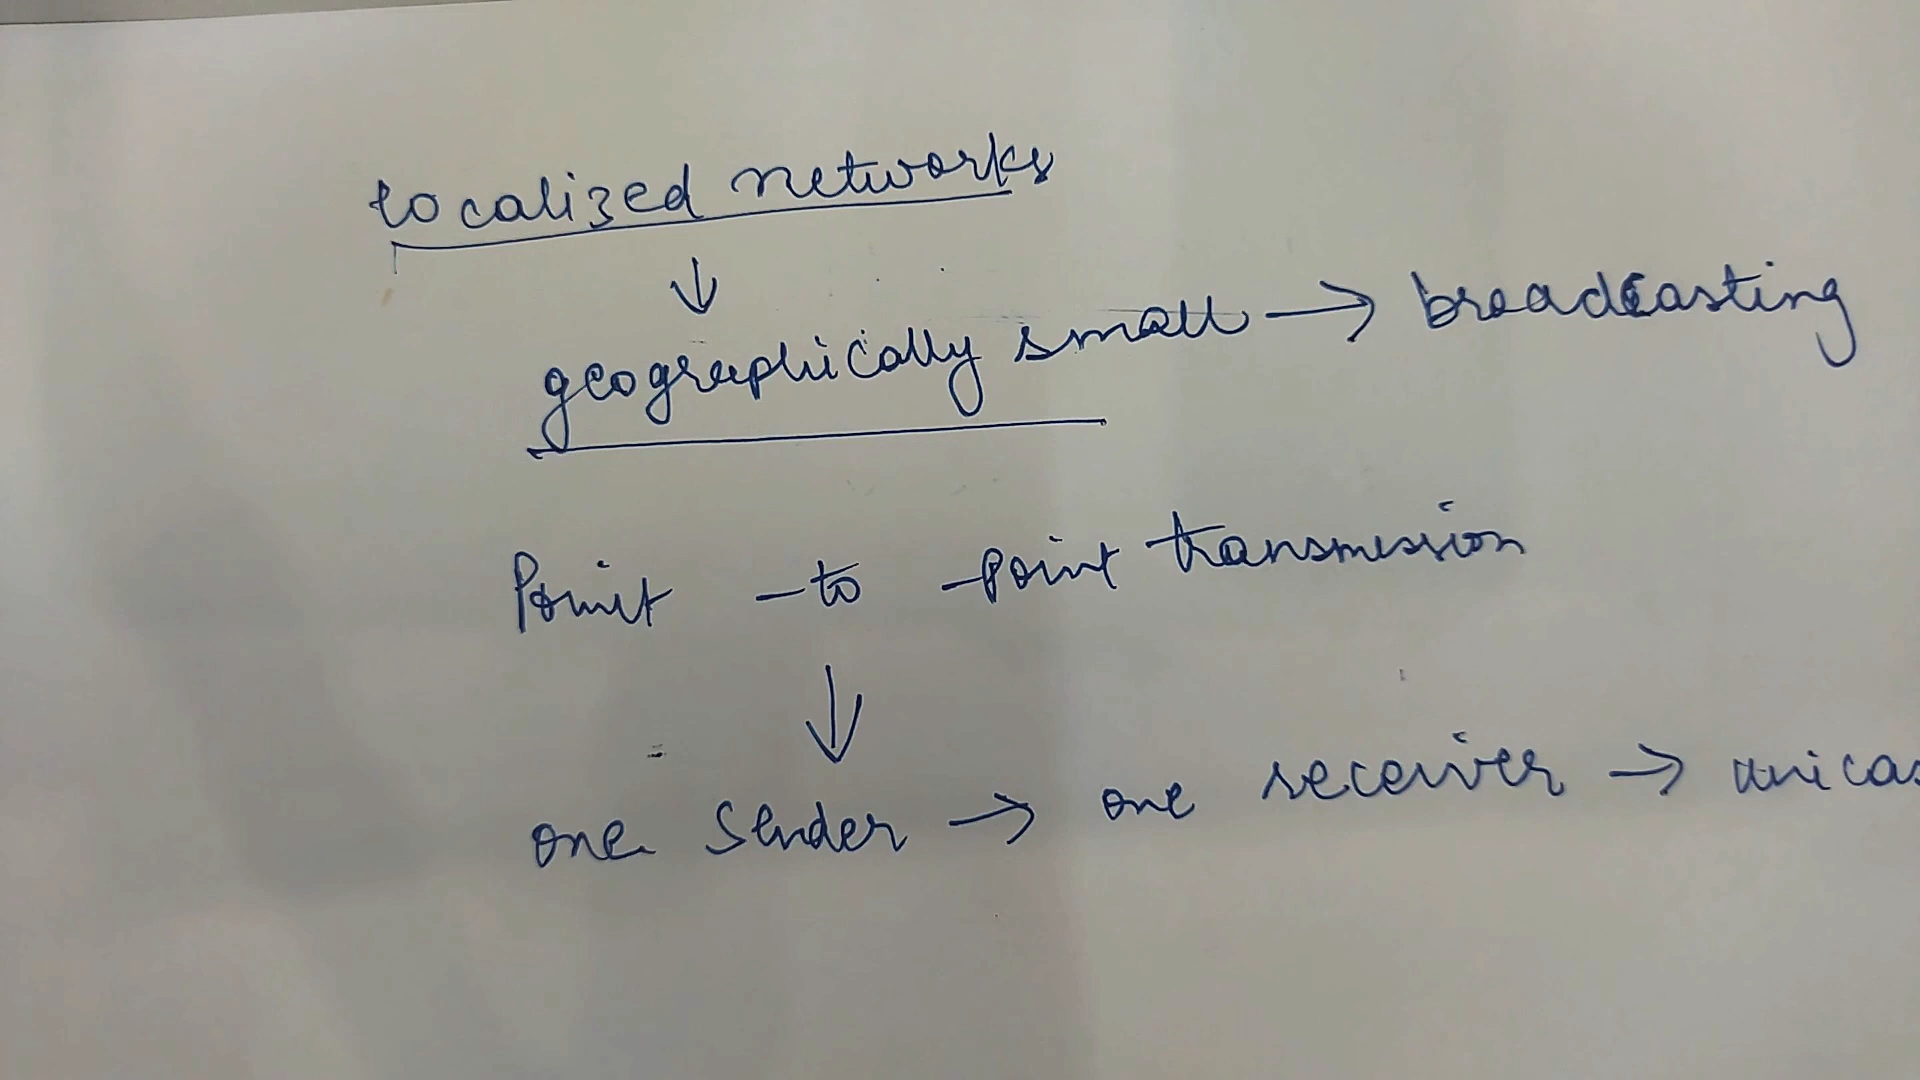 localized networks
↓
geographically small → broadcasting
Point -to -point transmission
↓
one sender → one receiver →